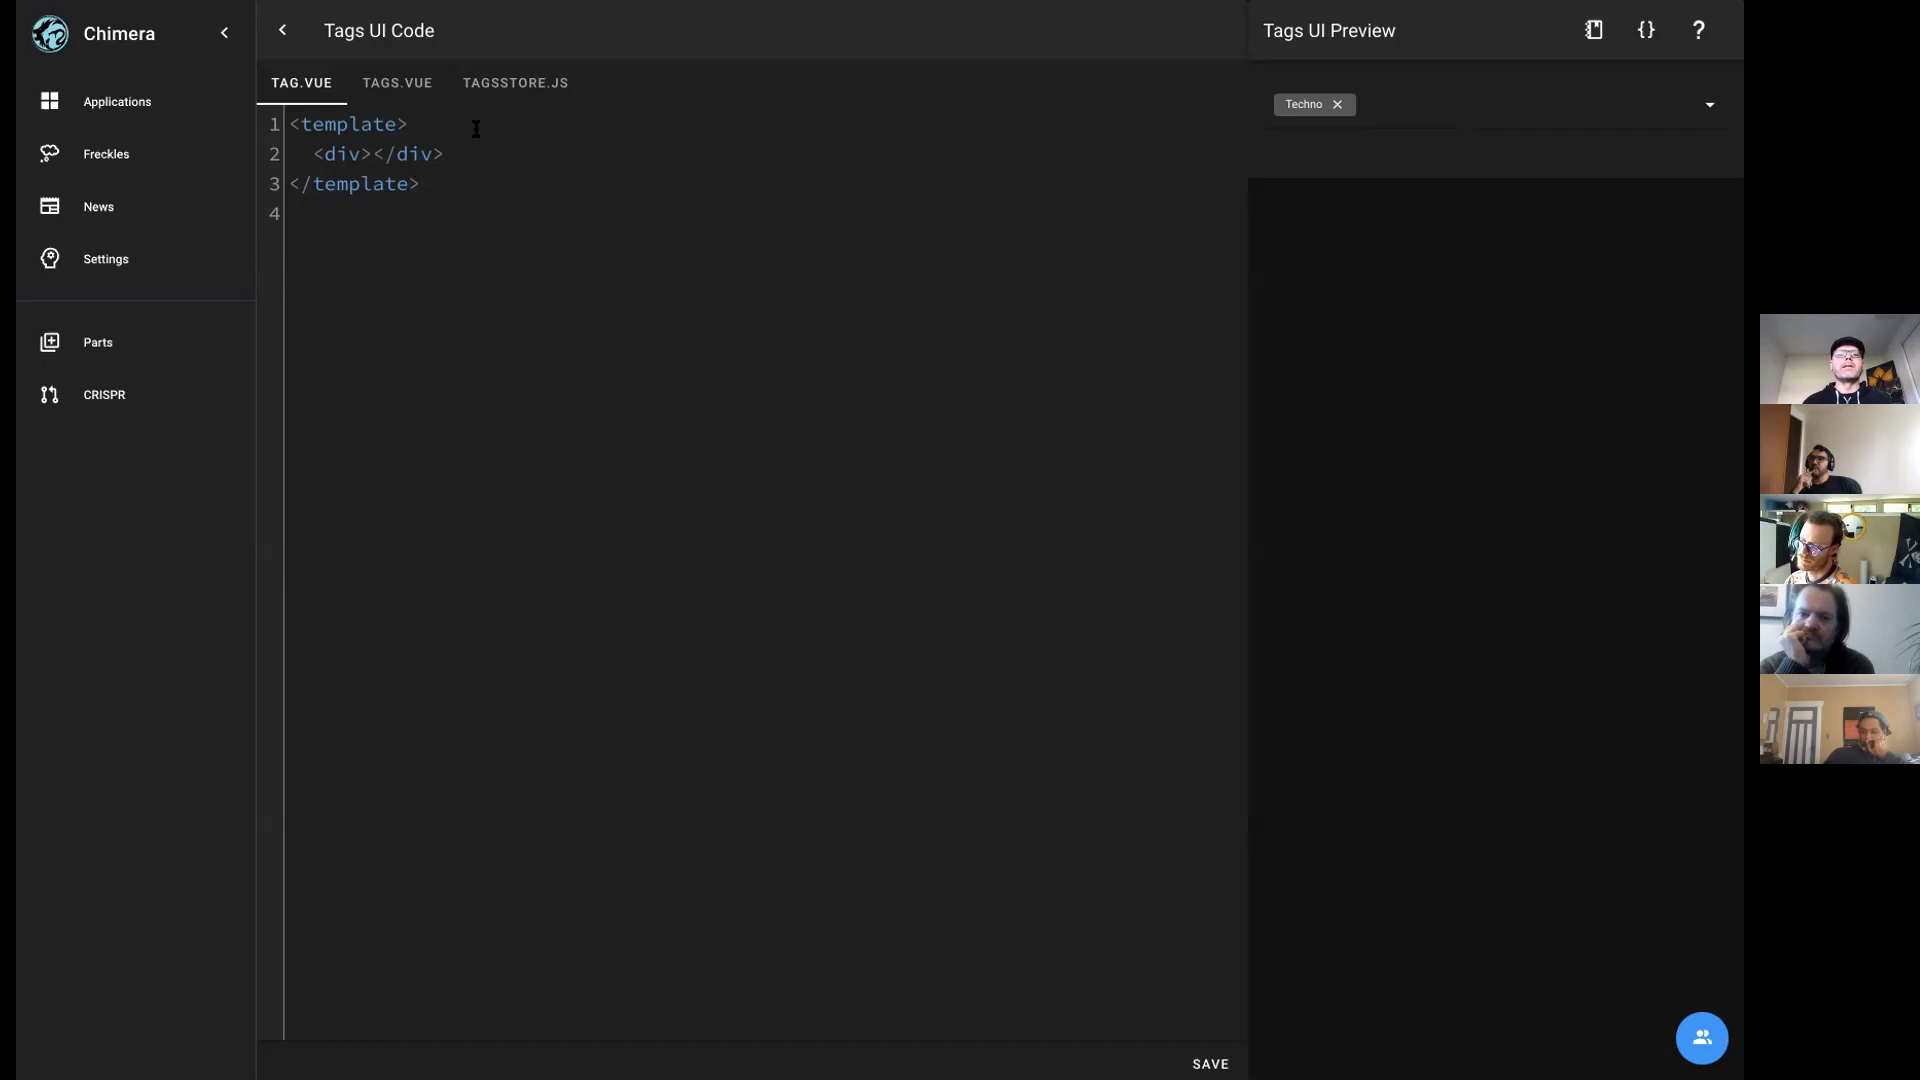 Chimera
Applications
Freckles
News
Settings
Parts
CRISPR
Tags UI Code
TAG.VUE TAGS.VUE TAGSSTORE.JS
1 <template>
2 <div></div>
3 </template>
4
SAVE
Tags UI Preview {} ?
Techno